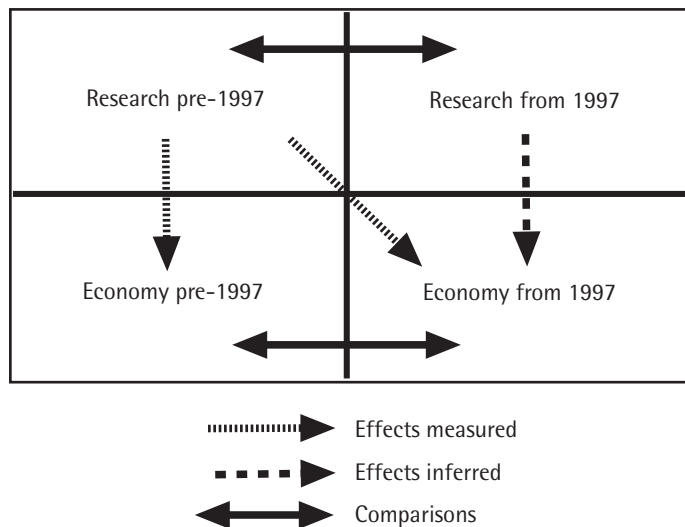 Research pre-1997
Research from 1997
Economy pre-1997
Economy from 1997
Effects measured
Effects inferred
Comparisons